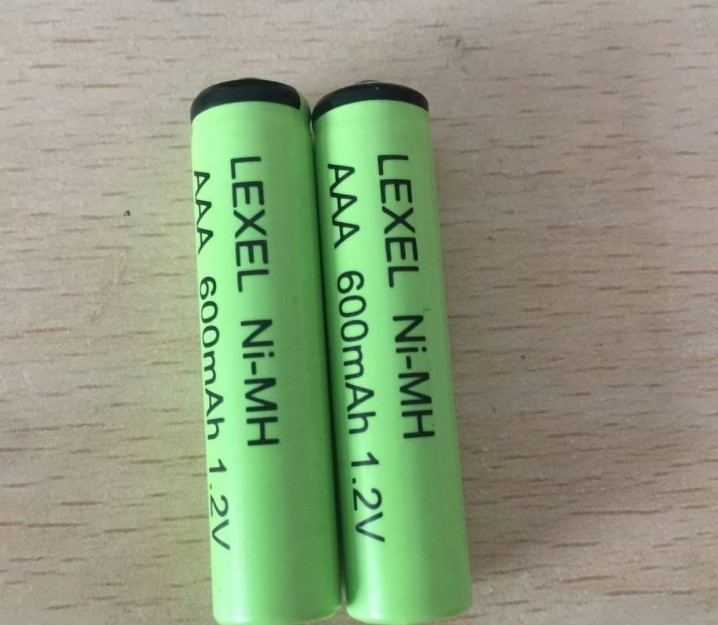 LEXEL Ni-MH
AAA 600mAh 1.2V
LEXEL Ni-MH
AAA 600mAh 1.2V